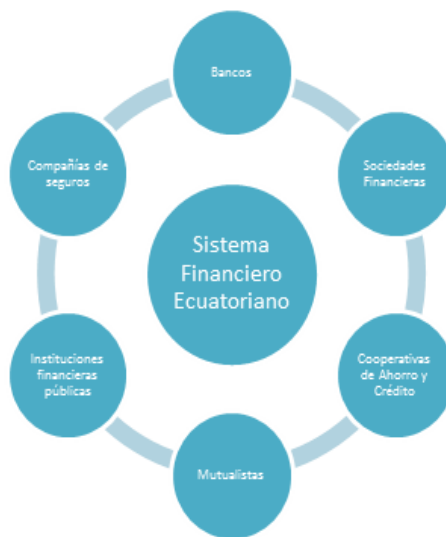 Bancos
Sociedades
Financieras
Cooperativas
de Ahorro y
Crédito
Mutualistas
Instituciones
financieras
públicas
Compañías de
seguros
Sistema
Financiero
Ecuatoriano